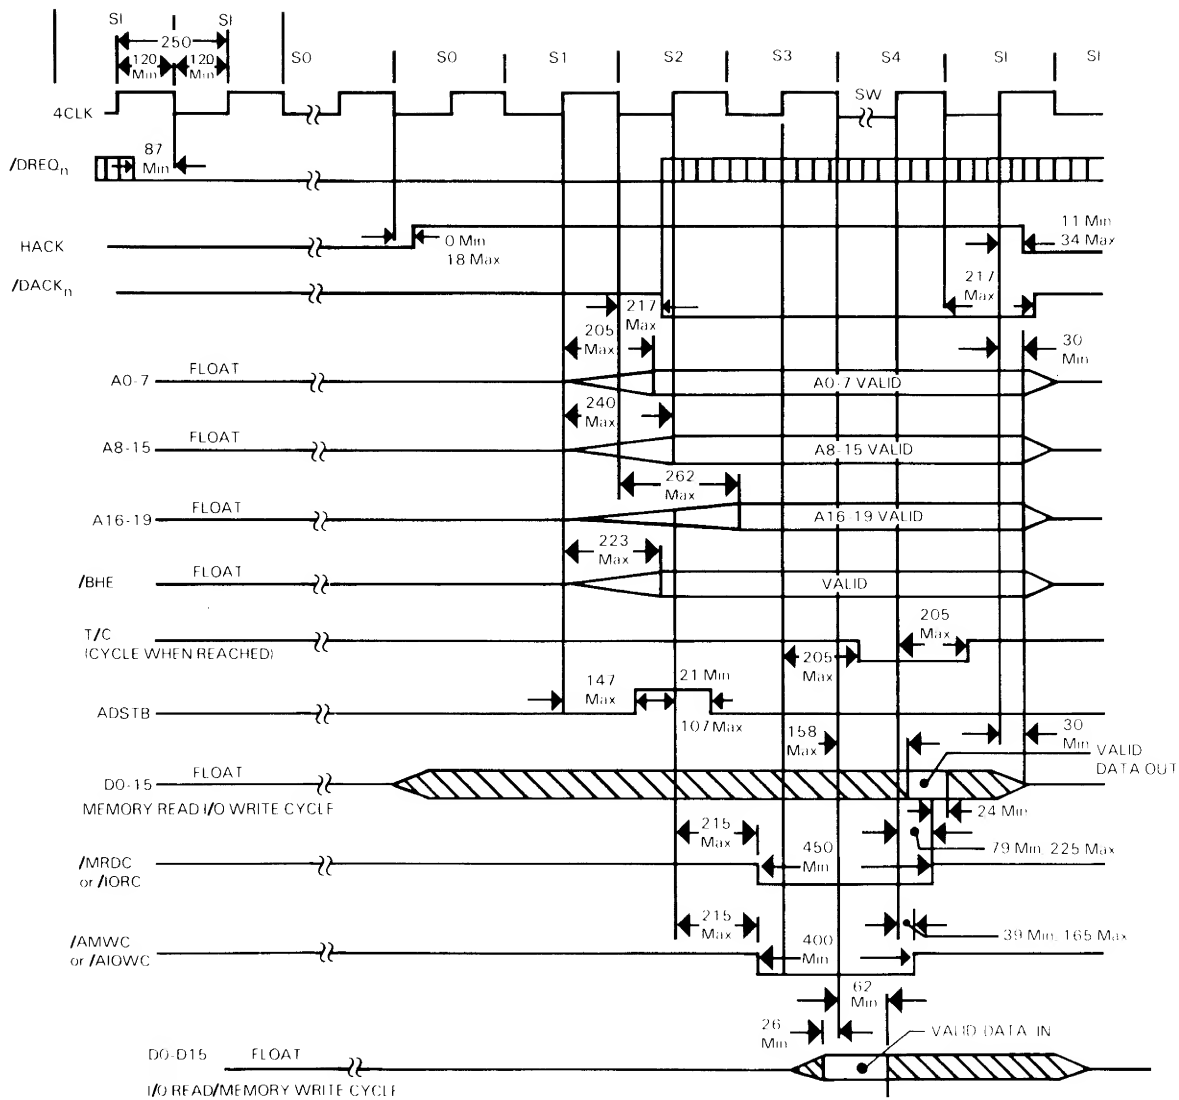 SI SI
250
120 Min 120 Min
S0 S0 S1 S2 S3 S4 SI SI
4CLK
SW
/DREQn
87 Min
HACK
0 Min
18 Max
11 Min
34 Max
/DACKn
217 Max
217 Max
205 Max
30 Min
A0-7 FLOAT
A0-7 VALID
240 Max
A8-15 FLOAT
A8-15 VALID
262 Max
A16-19 FLOAT
A16-19 VALID
223 Max
/BHE FLOAT
VALID
T/C
(CYCLE WHEN REACHED)
205 Max
205 Max
147 Max
21 Min
ADSTB
107 Max
158 Max
30 Min
VALID
DATA OUT
D0-15 FLOAT
MEMORY READ I/O WRITE CYCLE
24 Min
215 Max
79 Min, 225 Max
/MRDC
or /IORC
450 Min
215 Max
39 Min, 165 Max
/AMWC
or /AIOWC
400 Min
62 Min
26 Min
VALID DATA IN
D0-D15 FLOAT
I/O READ/MEMORY WRITE CYCLE